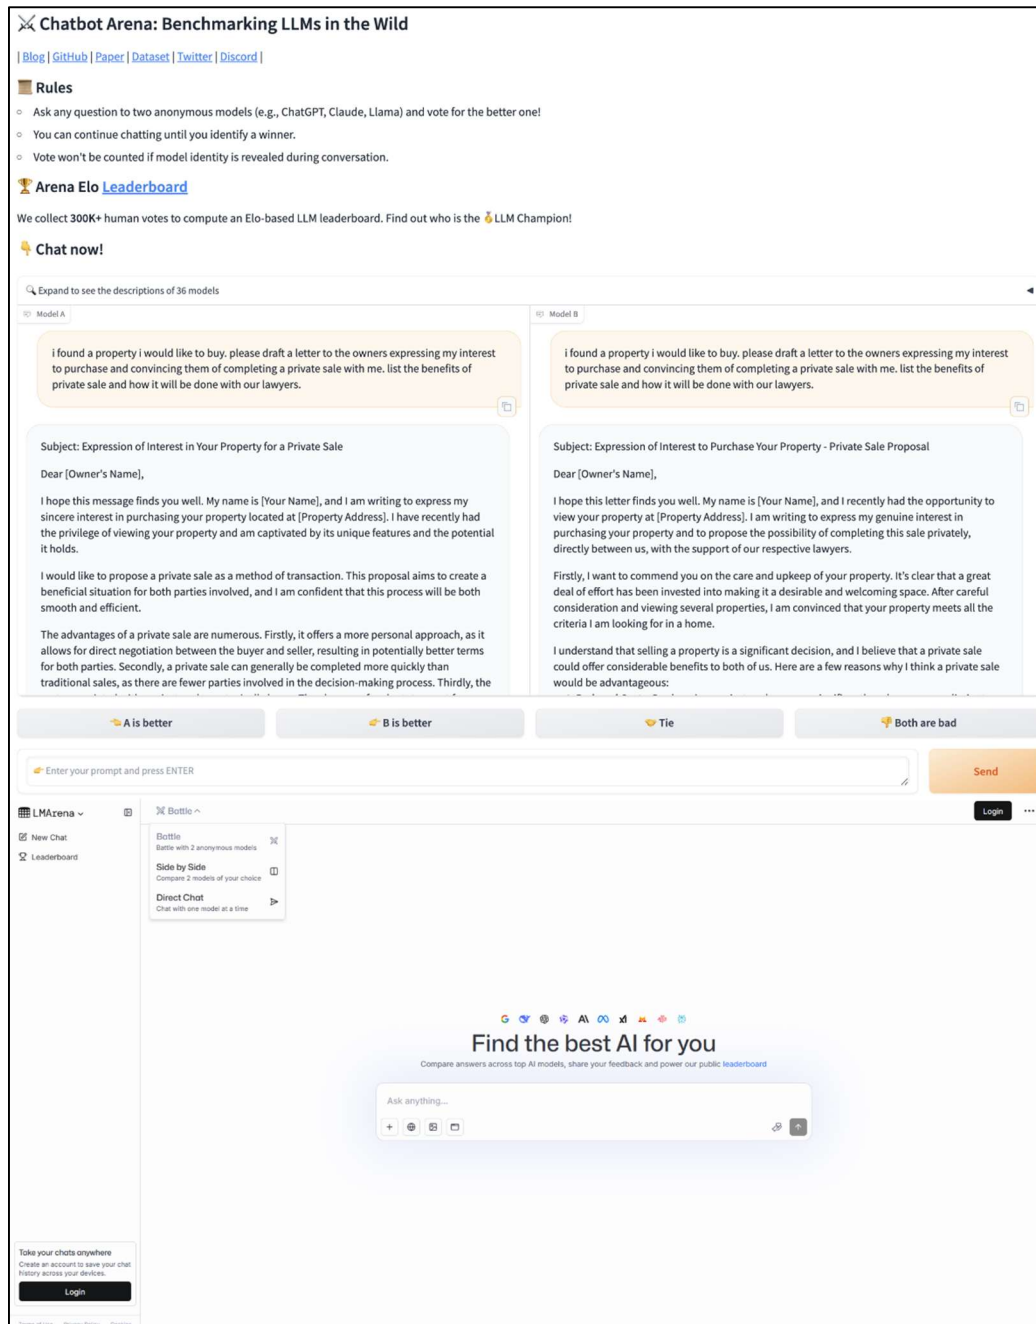 Chatbot Arena: Benchmarking LLMs in the Wild
| Blog | GitHub | Paper | Dataset | Twitter | Discord |
Rules
Ask any question to two anonymous models (e.g., ChatGPT, Claude, Llama) and vote for the better one!
You can continue chatting until you identify a winner.
Vote won't be counted if model identity is revealed during conversation.
Arena Elo Leaderboard
We collect 300K+ human votes to compute an Elo-based LLM leaderboard. Find out who is the LLM Champion!
Chat now!
Expand to see the descriptions of 36 models
Model A
i found a property i would like to buy. please draft a letter to the owners expressing my interest
to purchase and convincing them of completing a private sale with me. list the benefits of
private sale and how it will be done with our lawyers.
Subject: Expression of Interest in Your Property for a Private Sale
Dear [Owner's Name],
I hope this message finds you well. My name is [Your Name], and I am writing to express my
sincere interest in purchasing your property located at [Property Address]. I have recently had
the privilege of viewing your property and am captivated by its unique features and the potential
it holds.
I would like to propose a private sale as a method of transaction. This proposal aims to create a
beneficial situation for both parties involved, and I am confident that this process will be both
smooth and efficient.
The advantages of a private sale are numerous. Firstly, it offers a more personal approach, as it
allows for direct negotiation between the buyer and seller, resulting in potentially better terms
for both parties. Secondly, a private sale can generally be completed more quickly than
traditional sales, as there are fewer parties involved in the decision-making process. Thirdly, the
Model B
i found a property i would like to buy. please draft a letter to the owners expressing my interest
to purchase and convincing them of completing a private sale with me. list the benefits of
private sale and how it will be done with our lawyers.
Subject: Expression of Interest to Purchase Your Property - Private Sale Proposal
Dear [Owner's Name],
I hope this letter finds you well. My name is [Your Name], and I recently had the opportunity to
view your property at [Property Address]. I am writing to express my genuine interest in
purchasing your property and to propose the possibility of completing this sale privately,
directly between us, with the support of our respective lawyers.
Firstly, I want to commend you on the care and upkeep of your property. It's clear that a great
deal of effort has been invested into making it a desirable and welcoming space. After careful
consideration and viewing several properties, I am convinced that your property meets all the
criteria I am looking for in a home.
I understand that selling a property is a significant decision, and I believe that a private sale
could offer considerable benefits to both of us. Here are a few reasons why I think a private sale
would be advantageous:
A is better
B is better
Tie
Both are bad
Enter your prompt and press ENTER
Send
LMArena
New Chat
Leaderboard
Battle
Battle
Battle with 2 anonymous models
Side by Side
Compare 2 models of your choice
Direct Chat
Chat with one model at a time
Login
Find the best AI for you
Compare answers across top AI models, share your feedback and power our public leaderboard
Ask anything...
Take your chats anywhere
Create an account to save your chat
history across your devices.
Login